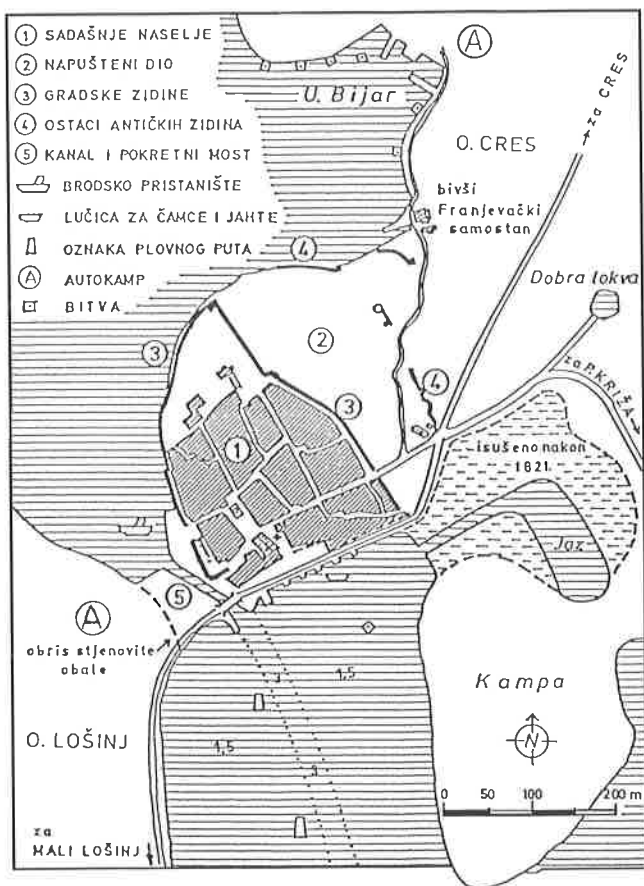 ① SADAŠNJE NASELJE
② NAPUŠTENI DIO
③ GRADSKE ZIDINE
④ OSTACI ANTIČKIH ZIDINA
⑤ KANAL I POKRETNI MOST
BRODSKO PRISTANIŠTE
LUČICA ZA ČAMCE I JAHTE
OZNAKA PLOVNOG PUTA
Ⓐ AUTOKAMP
BITVA
Ⓐ
U. Bijar
O. CRES
za CRES
bivši
Franjevački
samostan
④
Dobra lokva
②
③
④
za P. KRIŽA
③
①
isušeno nakon
1821.
Jaz
⑤
Ⓐ
obris stjenovite
obale
Kampa
3
1,5
1,5
3
N
O. LOŠINJ
0 50 100 200 m
za
MALI LOŠINJ